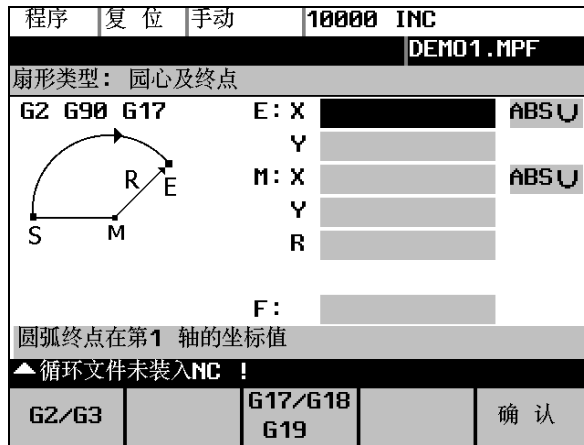 程序 复 位 手动 10000 INC
DEMO1.MPF
扇形类型： 园心及终点
G2 G90 G17 E: X ABS
Y
R E M: X ABS
Y
S M R
F:
圆弧终点在第1 轴的坐标值
▲循环文件未装入NC !
G2/G3 G17/G18 确 认
G19